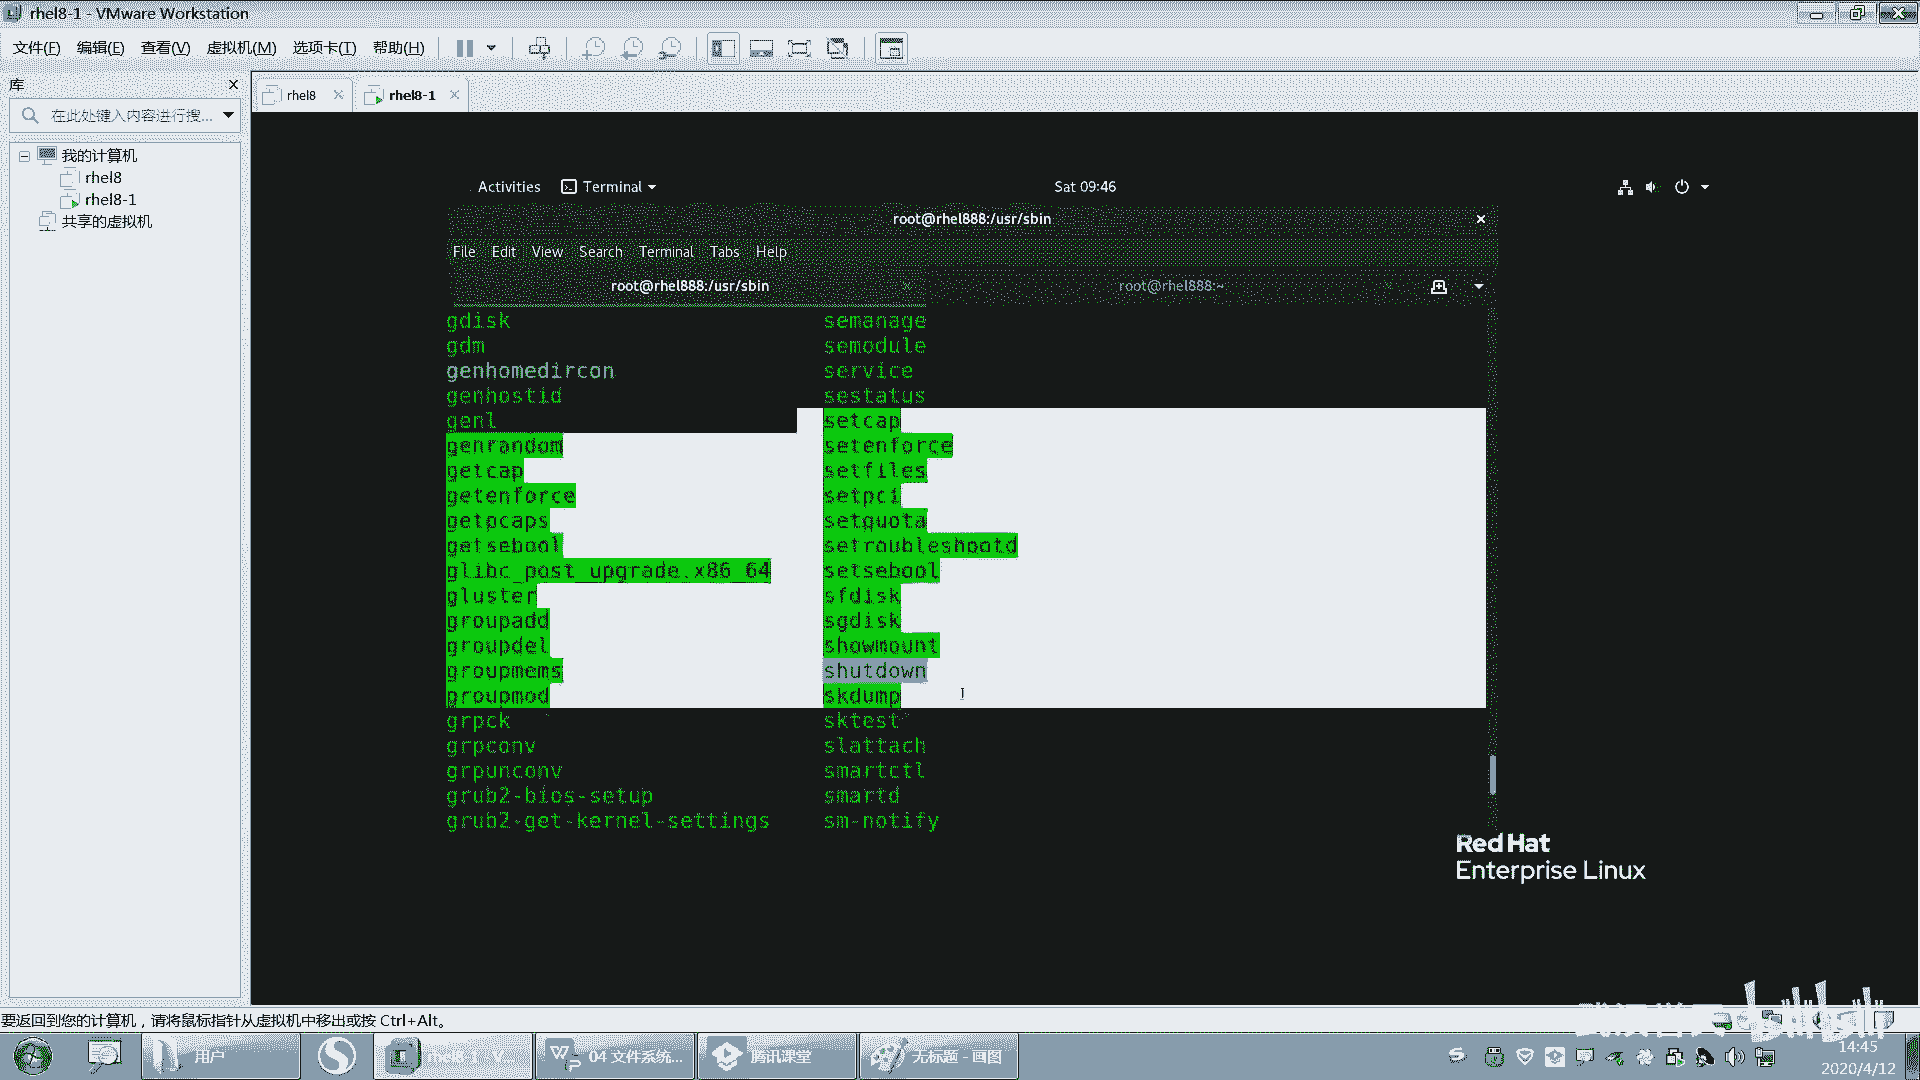 rhel8-1 - VMware Workstation
文件(F) 编辑(E) 查看(V) 虚拟机(M) 选项卡(T) 帮助(H)
库
在此处键入内容进行搜...
我的计算机
rhel8
rhel8-1
共享的虚拟机
rhel8 rhel8-1
Activities Terminal Sat 09:46
root@rhel888:/usr/sbin
File Edit View Search Terminal Tabs Help
root@rhel888:/usr/sbin root@rhel888:~
gdisk semanage
gdm semodule
genhomedircon service
genhostid sestatus
genl setcap
genrandom setenforce
getcap setfiles
getenforce setpci
getpcaps setquota
getsebool setroubleshootd
glibc_post_upgrade.x86_64 setsebool
gluster sfdisk
groupadd sgdisk
groupdel showmount
groupmems shutdown
groupmod skdump
grpck sktest
grpconv slattach
grpunconv smartctl
grub2-bios-setup smartd
grub2-get-kernel-settings sm-notify
Red Hat
Enterprise Linux
要返回到您的计算机，请将鼠标指针从虚拟机中移出或按 Ctrl+Alt。
用户 rhel8-1 - V... 04 文件系统... 腾讯课堂 无标题 - 画图
14:45
2020/4/12